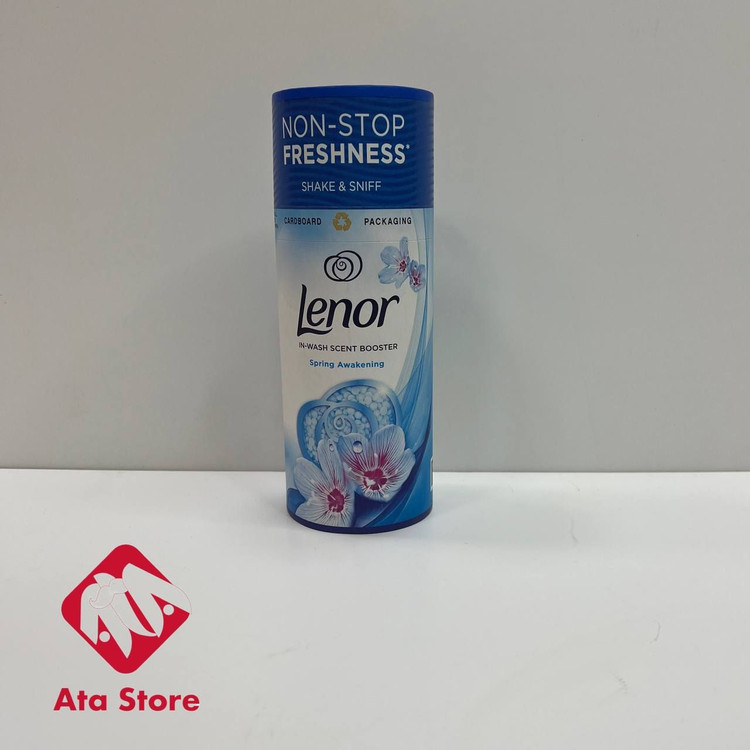 NON-STOP
FRESHNESS®
SHAKE & SNIFF
CARDBOARD PACKAGING
Lenor
IN-WASH SCENT BOOSTER
Spring Awakening
Ata Store